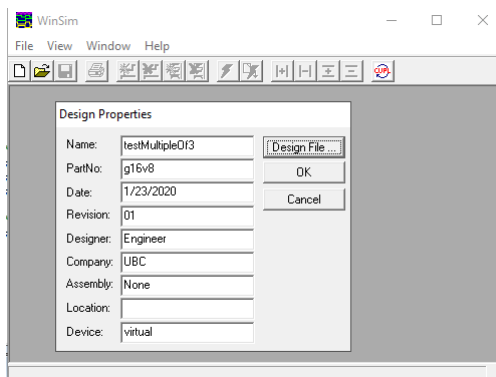 WinSim
File View Window Help
CUPL
Design Properties
Name: testMultipleOf3
Design File ...
PartNo: g16v8
OK
Date: 1/23/2020
Cancel
Revision: 01
Designer: Engineer
Company: UBC
Assembly: None
Location:
Device: virtual